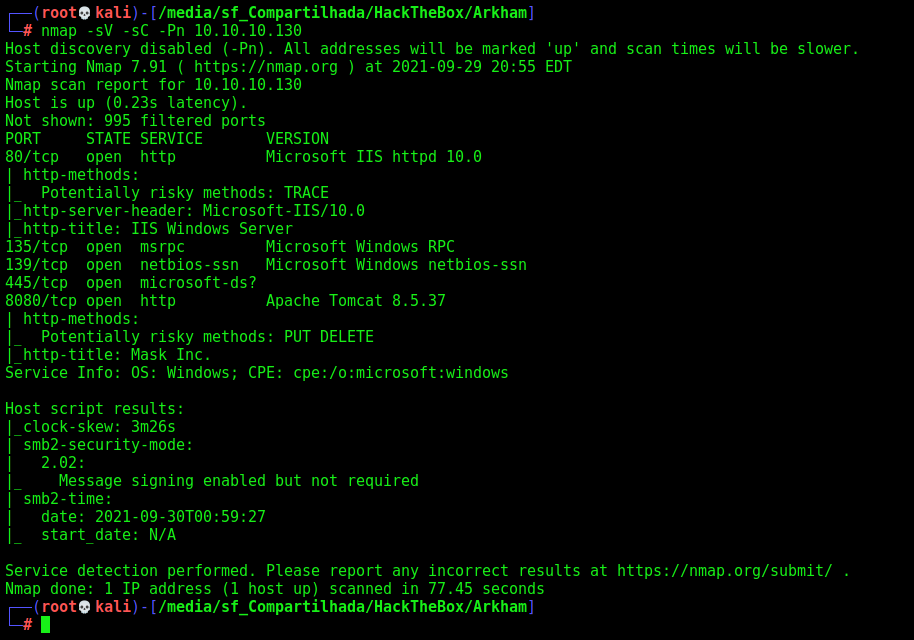 ┌──(root💀kali)-[/media/sf_Compartilhada/HackTheBox/Arkham]
└─# nmap -sV -sC -Pn 10.10.10.130
Host discovery disabled (-Pn). All addresses will be marked 'up' and scan times will be slower.
Starting Nmap 7.91 ( https://nmap.org ) at 2021-09-29 20:55 EDT
Nmap scan report for 10.10.10.130
Host is up (0.23s latency).
Not shown: 995 filtered ports
PORT     STATE SERVICE       VERSION
80/tcp   open  http          Microsoft IIS httpd 10.0
| http-methods:
|_  Potentially risky methods: TRACE
|_http-server-header: Microsoft-IIS/10.0
|_http-title: IIS Windows Server
135/tcp  open  msrpc         Microsoft Windows RPC
139/tcp  open  netbios-ssn   Microsoft Windows netbios-ssn
445/tcp  open  microsoft-ds?
8080/tcp open  http          Apache Tomcat 8.5.37
| http-methods:
|_  Potentially risky methods: PUT DELETE
|_http-title: Mask Inc.
Service Info: OS: Windows; CPE: cpe:/o:microsoft:windows

Host script results:
|_clock-skew: 3m26s
| smb2-security-mode:
|   2.02:
|_    Message signing enabled but not required
| smb2-time:
|   date: 2021-09-30T00:59:27
|_  start_date: N/A

Service detection performed. Please report any incorrect results at https://nmap.org/submit/ .
Nmap done: 1 IP address (1 host up) scanned in 77.45 seconds
┌──(root💀kali)-[/media/sf_Compartilhada/HackTheBox/Arkham]
└─#